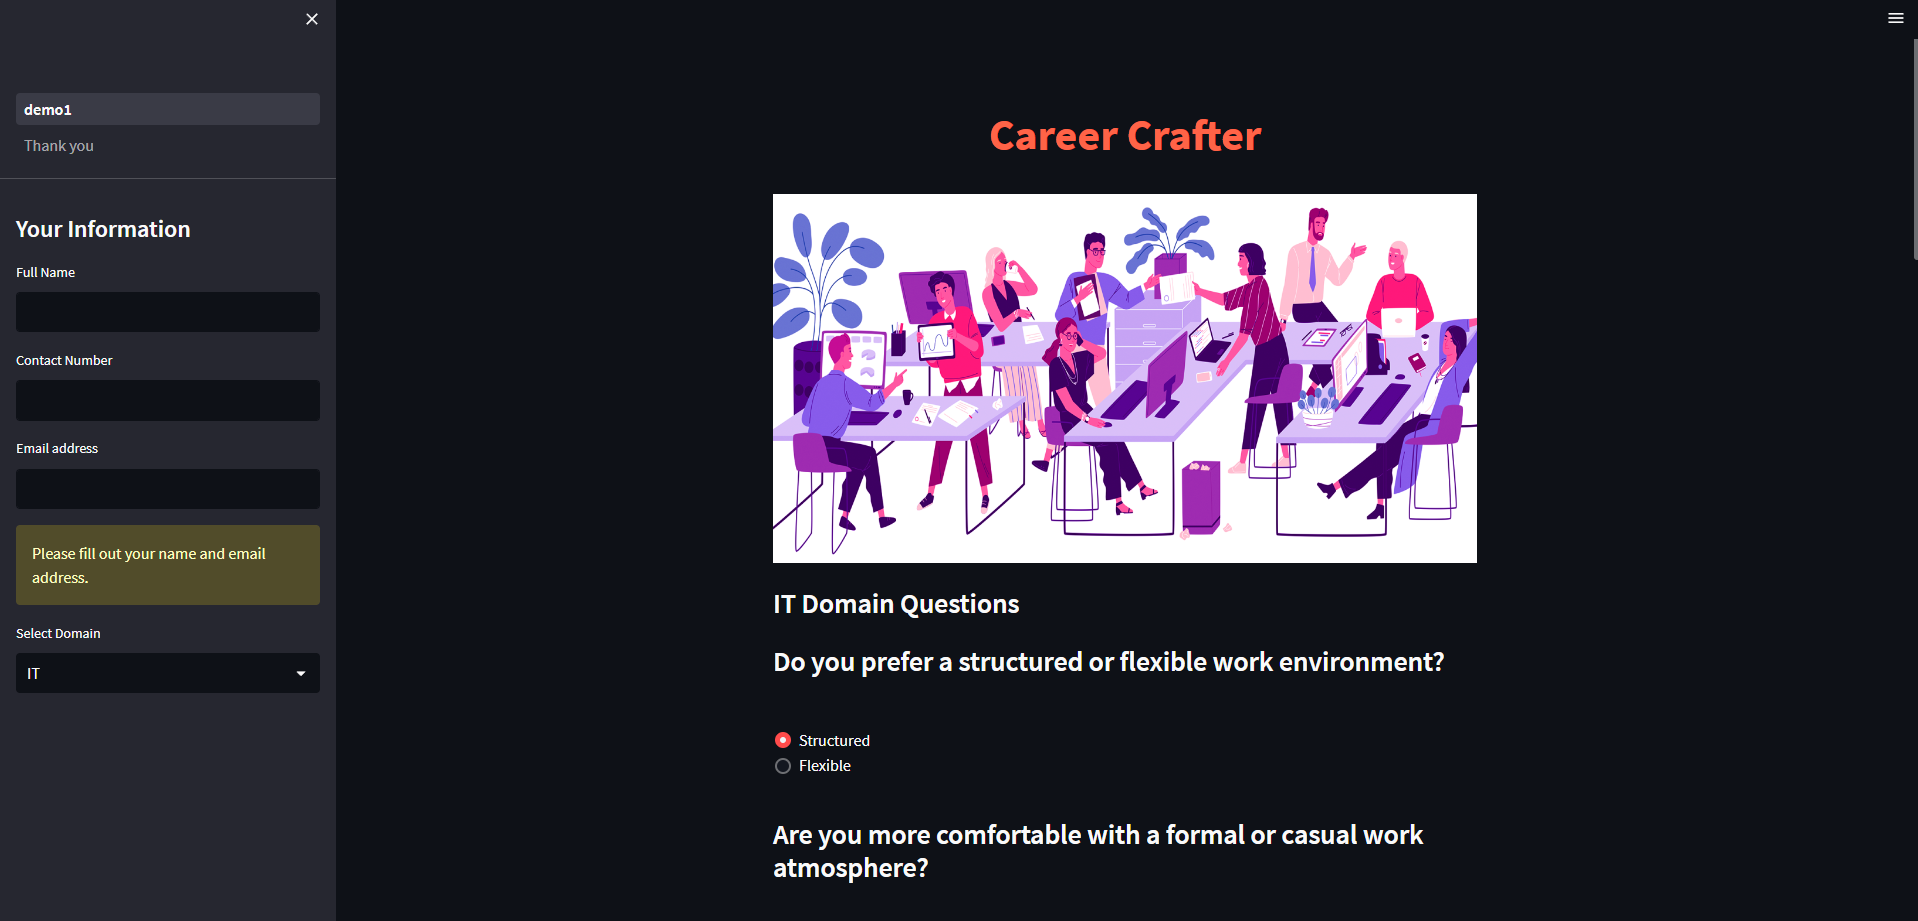 demo1
Thank you
Your Information
Full Name
Contact Number
Email address
Please fill out your name and email
address.
Select Domain
IT
Career Crafter
IT Domain Questions
Do you prefer a structured or flexible work environment?
Structured
Flexible
Are you more comfortable with a formal or casual work
atmosphere?